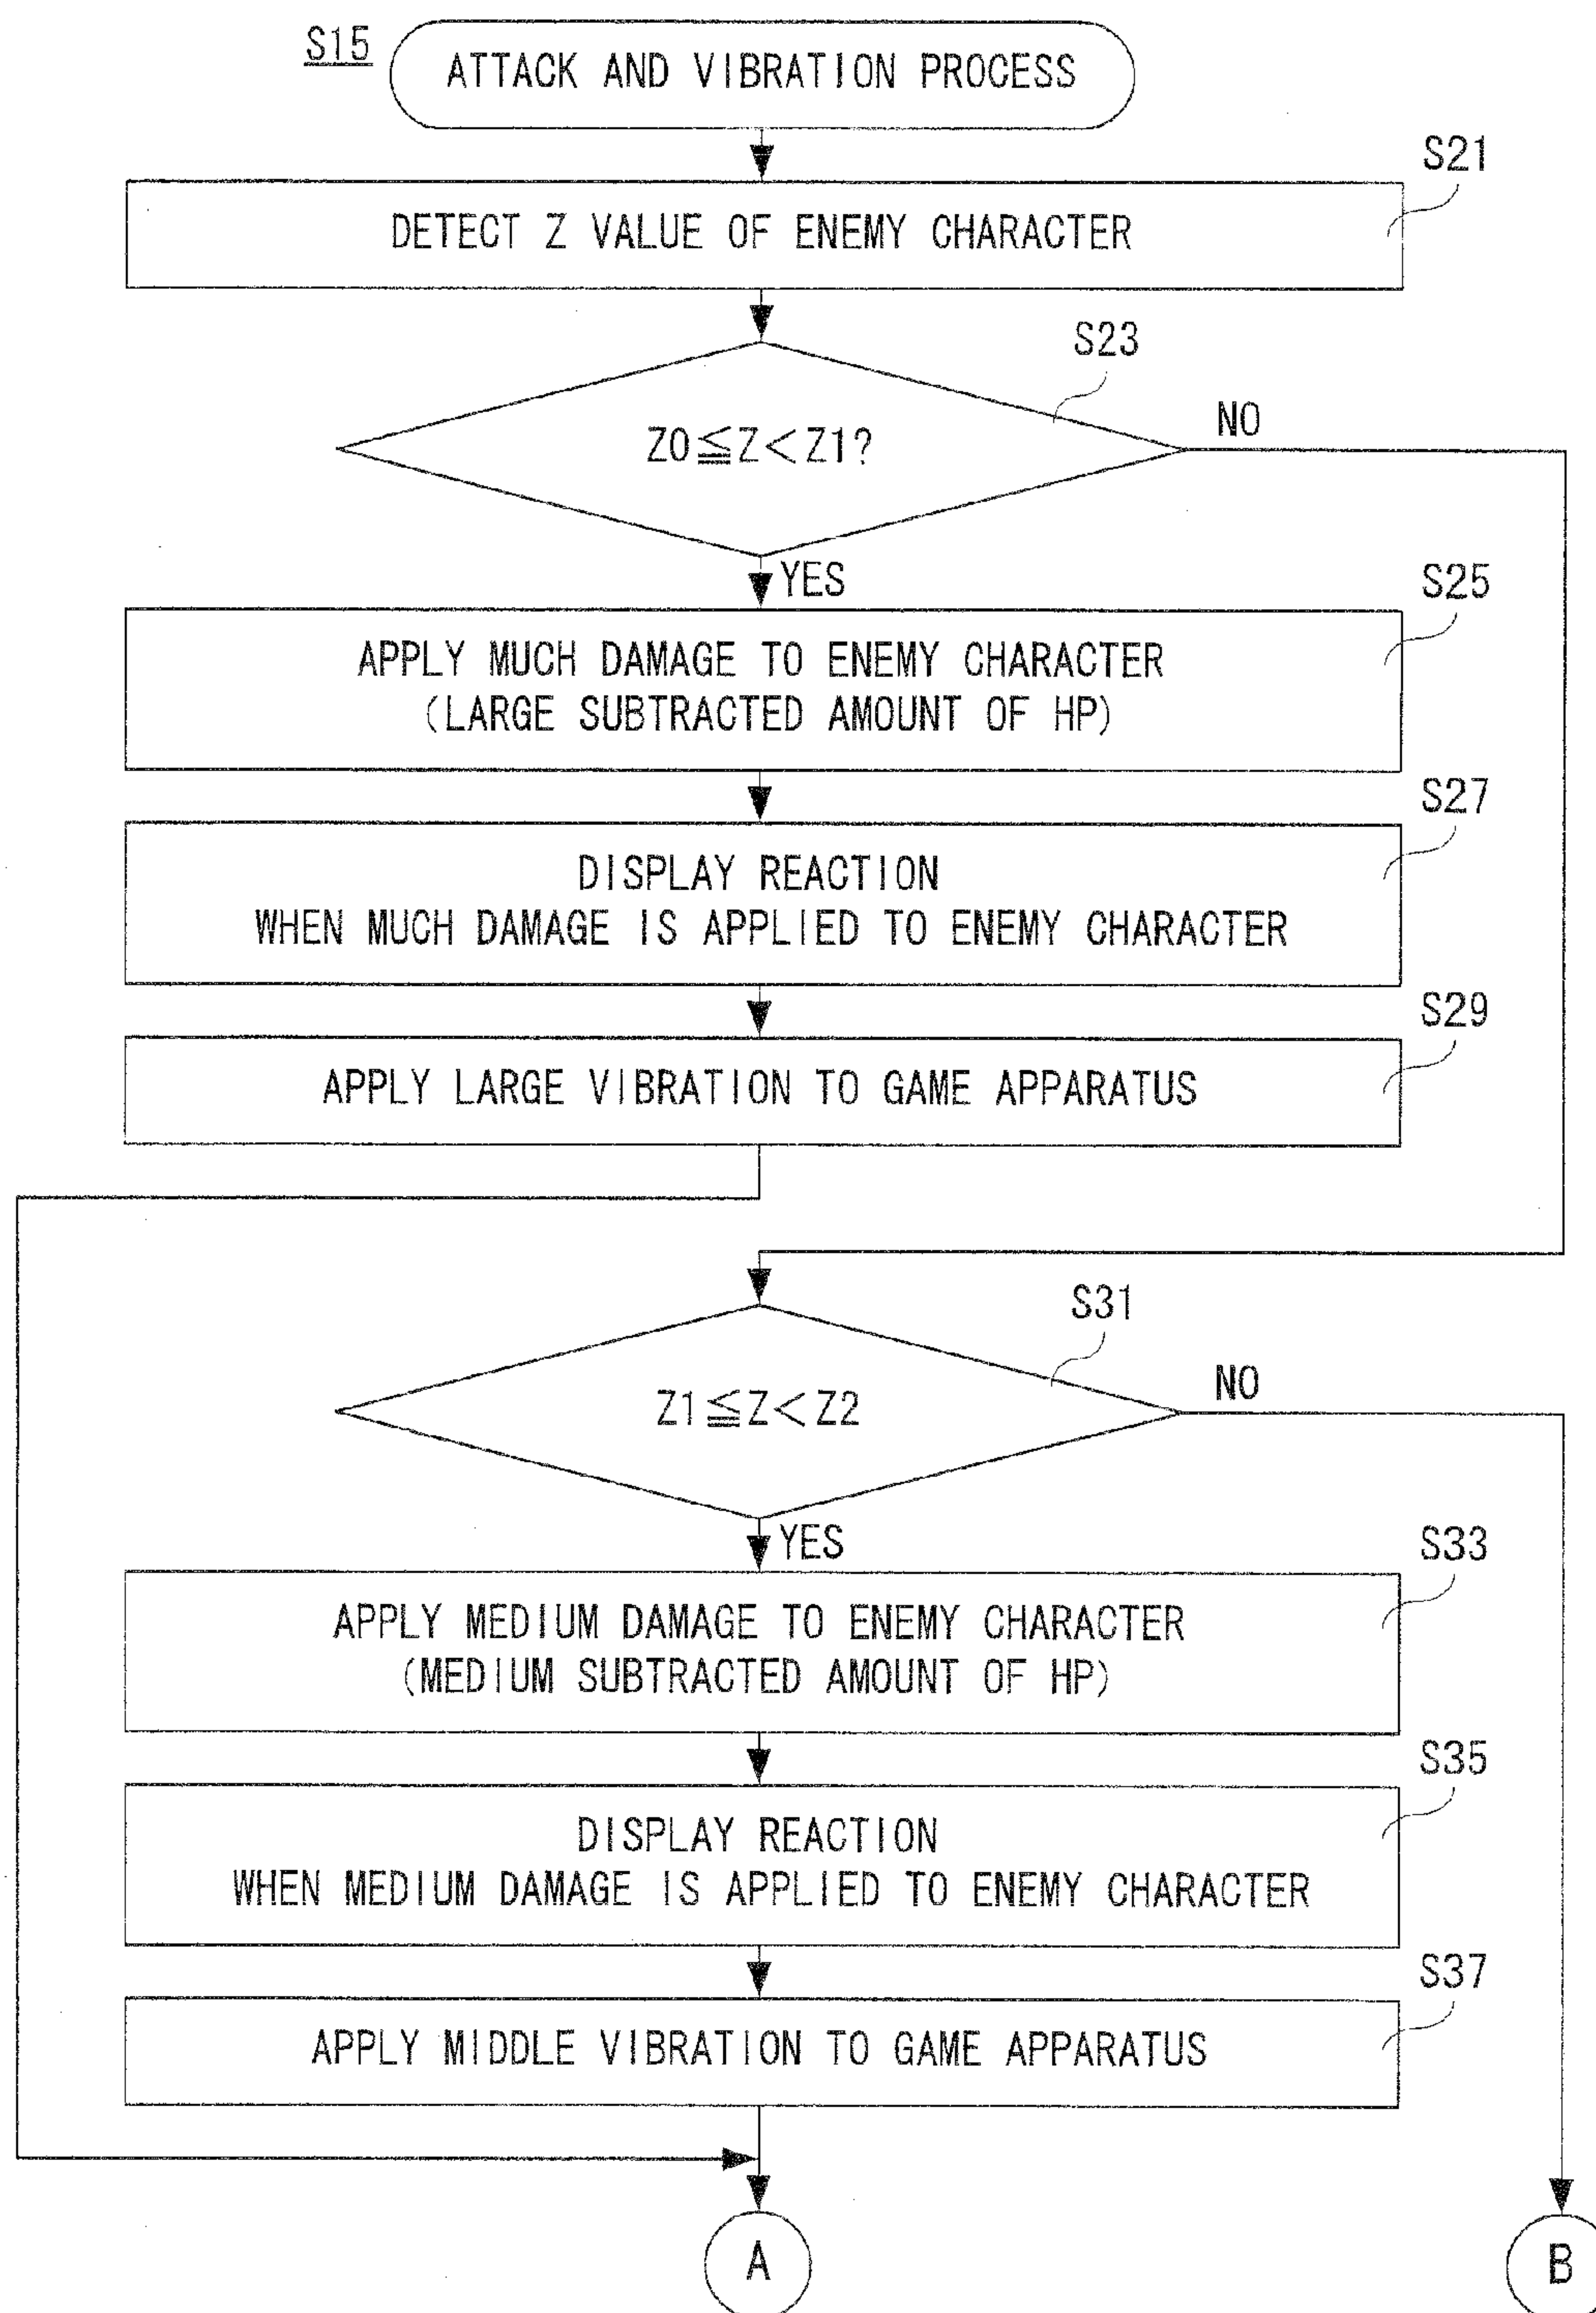 S15
ATTACK AND VIBRATION PROCESS
S21
DETECT Z VALUE OF ENEMY CHARACTER
S23
Z0≦Z<Z1?
NO
YES
S25
APPLY MUCH DAMAGE TO ENEMY CHARACTER
(LARGE SUBTRACTED AMOUNT OF HP)
S27
DISPLAY REACTION
WHEN MUCH DAMAGE IS APPLIED TO ENEMY CHARACTER
S29
APPLY LARGE VIBRATION TO GAME APPARATUS
S31
Z1≦Z<Z2
NO
YES
S33
APPLY MEDIUM DAMAGE TO ENEMY CHARACTER
(MEDIUM SUBTRACTED AMOUNT OF HP)
S35
DISPLAY REACTION
WHEN MEDIUM DAMAGE IS APPLIED TO ENEMY CHARACTER
S37
APPLY MIDDLE VIBRATION TO GAME APPARATUS
A
B